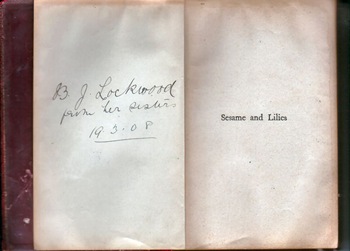 B. J. Lockwood
from her sisters
19·3·08
Sesame and Lilies